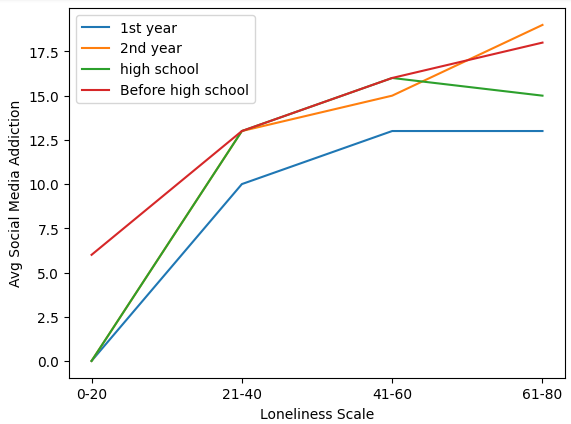 1st year
2nd year
high school
Before high school
17.5
15.0
12.5
10.0
7.5
5.0
2.5
0.0
Avg Social Media Addiction
0-20
21-40
41-60
61-80
Loneliness Scale